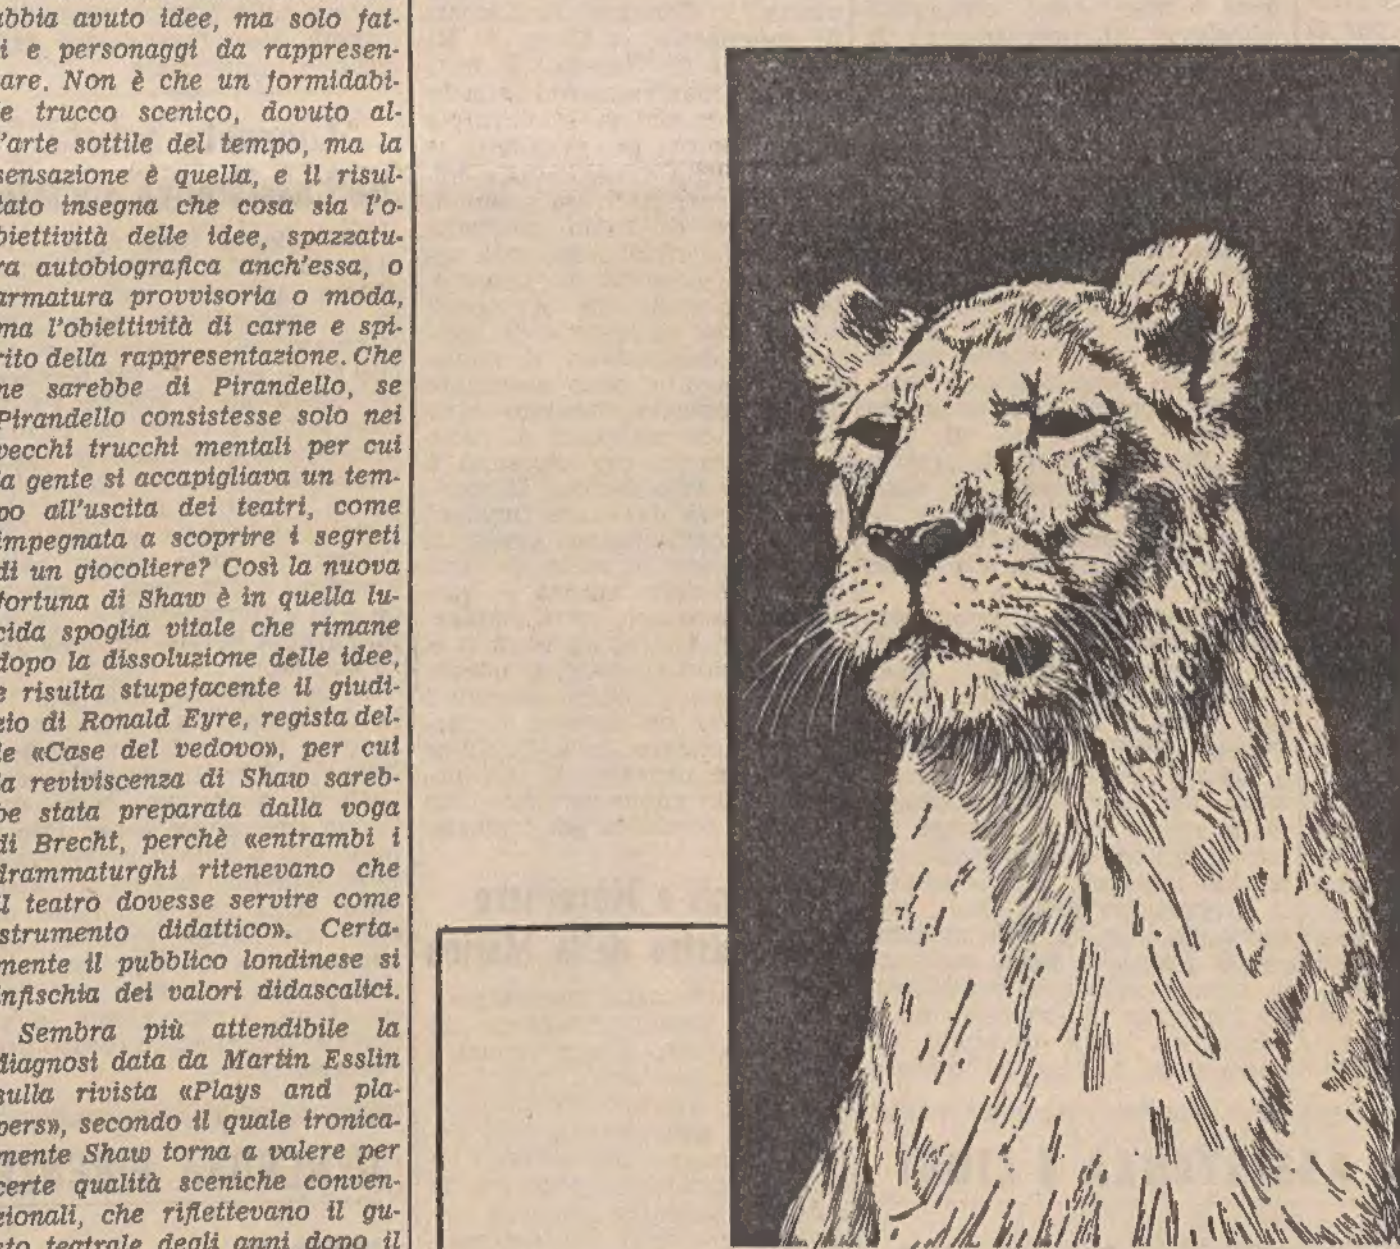 abbia avuto idee, ma solo fat-
i e personaggi da rappresen-
are. Non è che un formidabi-
e trucco scenico, dovuto al-
l'arte sottile del tempo, ma la
sensazione è quella, e il risul-
tato insegna che cosa sia l'o-
biettività delle idee, spazzatu-
ra autobiografica anch'essa, o
armatura provvisoria o moda,
ma l'obiettività di carne e spi-
rito della rappresentazione. Che
ne sarebbe di Pirandello, se
Pirandello consistesse solo nei
vecchi trucchi mentali per cui
la gente si accapigliava un tem-
po all'uscita dei teatri, come
impegnata a scoprire i segreti
di un giocoliere? Così la nuova
fortuna di Shaw è in quella lu-
cida spoglia vitale che rimane
dopo la dissoluzione delle idee,
e risulta stupefacente il giudi-
zio di Ronald Eyre, regista del-
le «Case del vedovo», per cui
la reviviscenza di Shaw sareb-
be stata preparata dalla voga
di Brecht, perchè «entrambi i
drammaturghi ritenevano che
il teatro dovesse servire come
strumento didattico». Certa-
mente il pubblico londinese si
infischia dei valori didascalici.
Sembra più attendibile la
diagnosi data da Martin Esslin
sulla rivista «Plays and pla-
yers», secondo il quale ironica-
mente Shaw torna a valere per
certe qualità sceniche conven-
zionali, che riflettevano il gu-
sto teatrale degli anni dopo il